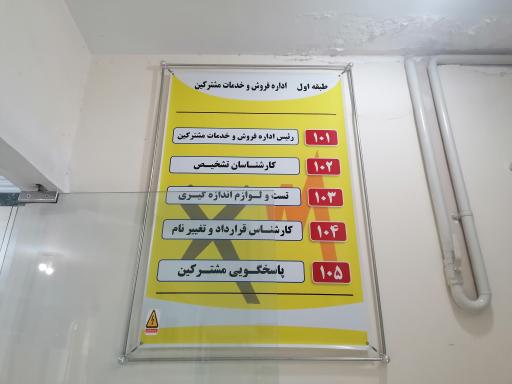 طبقه اول اداره فروش و خدمات مشترکین
رئیس اداره فروش و خدمات مشترکین ۱۰۱
کارشناسان تشخیص ۱۰۲
تست و لوازم اندازه گیری ۱۰۳
کارشناس قرارداد و تغییر نام ۱۰۴
پاسخگویی مشترکین ۱۰۵